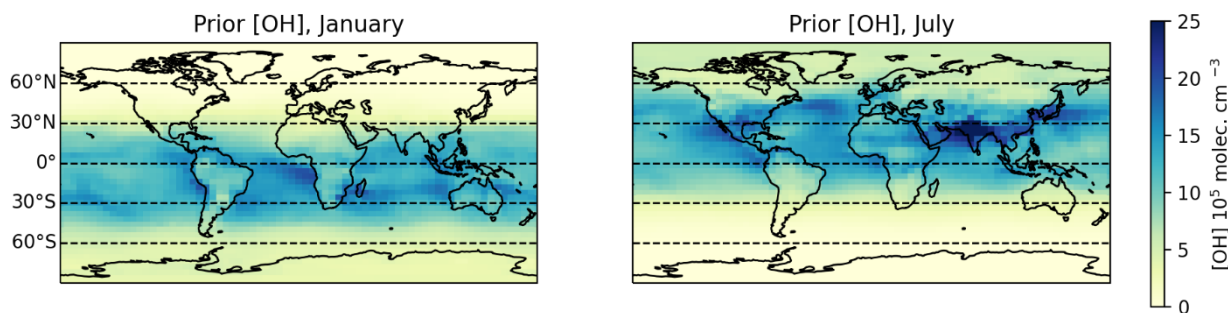 Prior [OH], January
Prior [OH], July
60°N
30°N
0°
30°S
60°S
25
20
15
10
5
0
[OH] 10⁵ molec. cm ⁻³